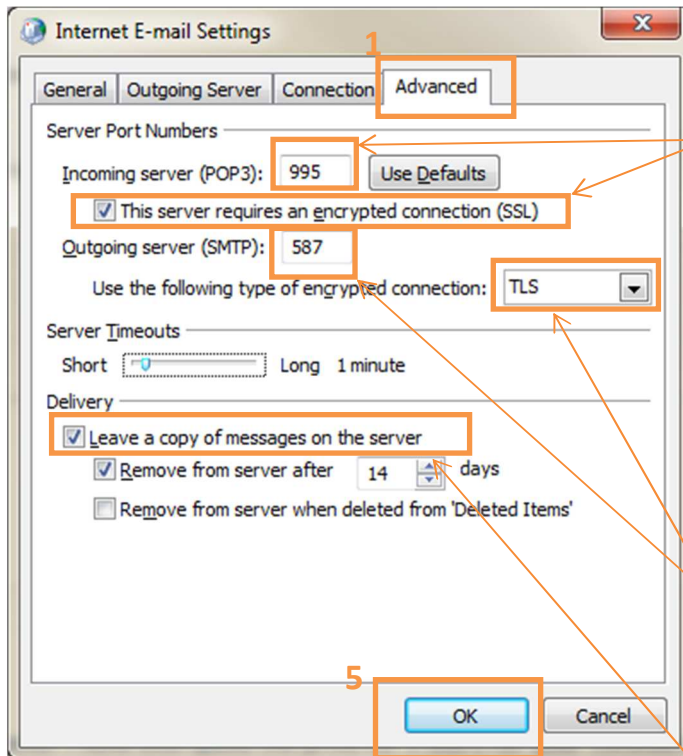 Internet E-mail Settings
1
General Outgoing Server Connection Advanced
Server Port Numbers
Incoming server (POP3): 995 Use Defaults
This server requires an encrypted connection (SSL)
Outgoing server (SMTP): 587
Use the following type of encrypted connection: TLS
Server Timeouts
Short Long 1 minute
Delivery
Leave a copy of messages on the server
Remove from server after 14 days
Remove from server when deleted from 'Deleted Items'
5
OK Cancel